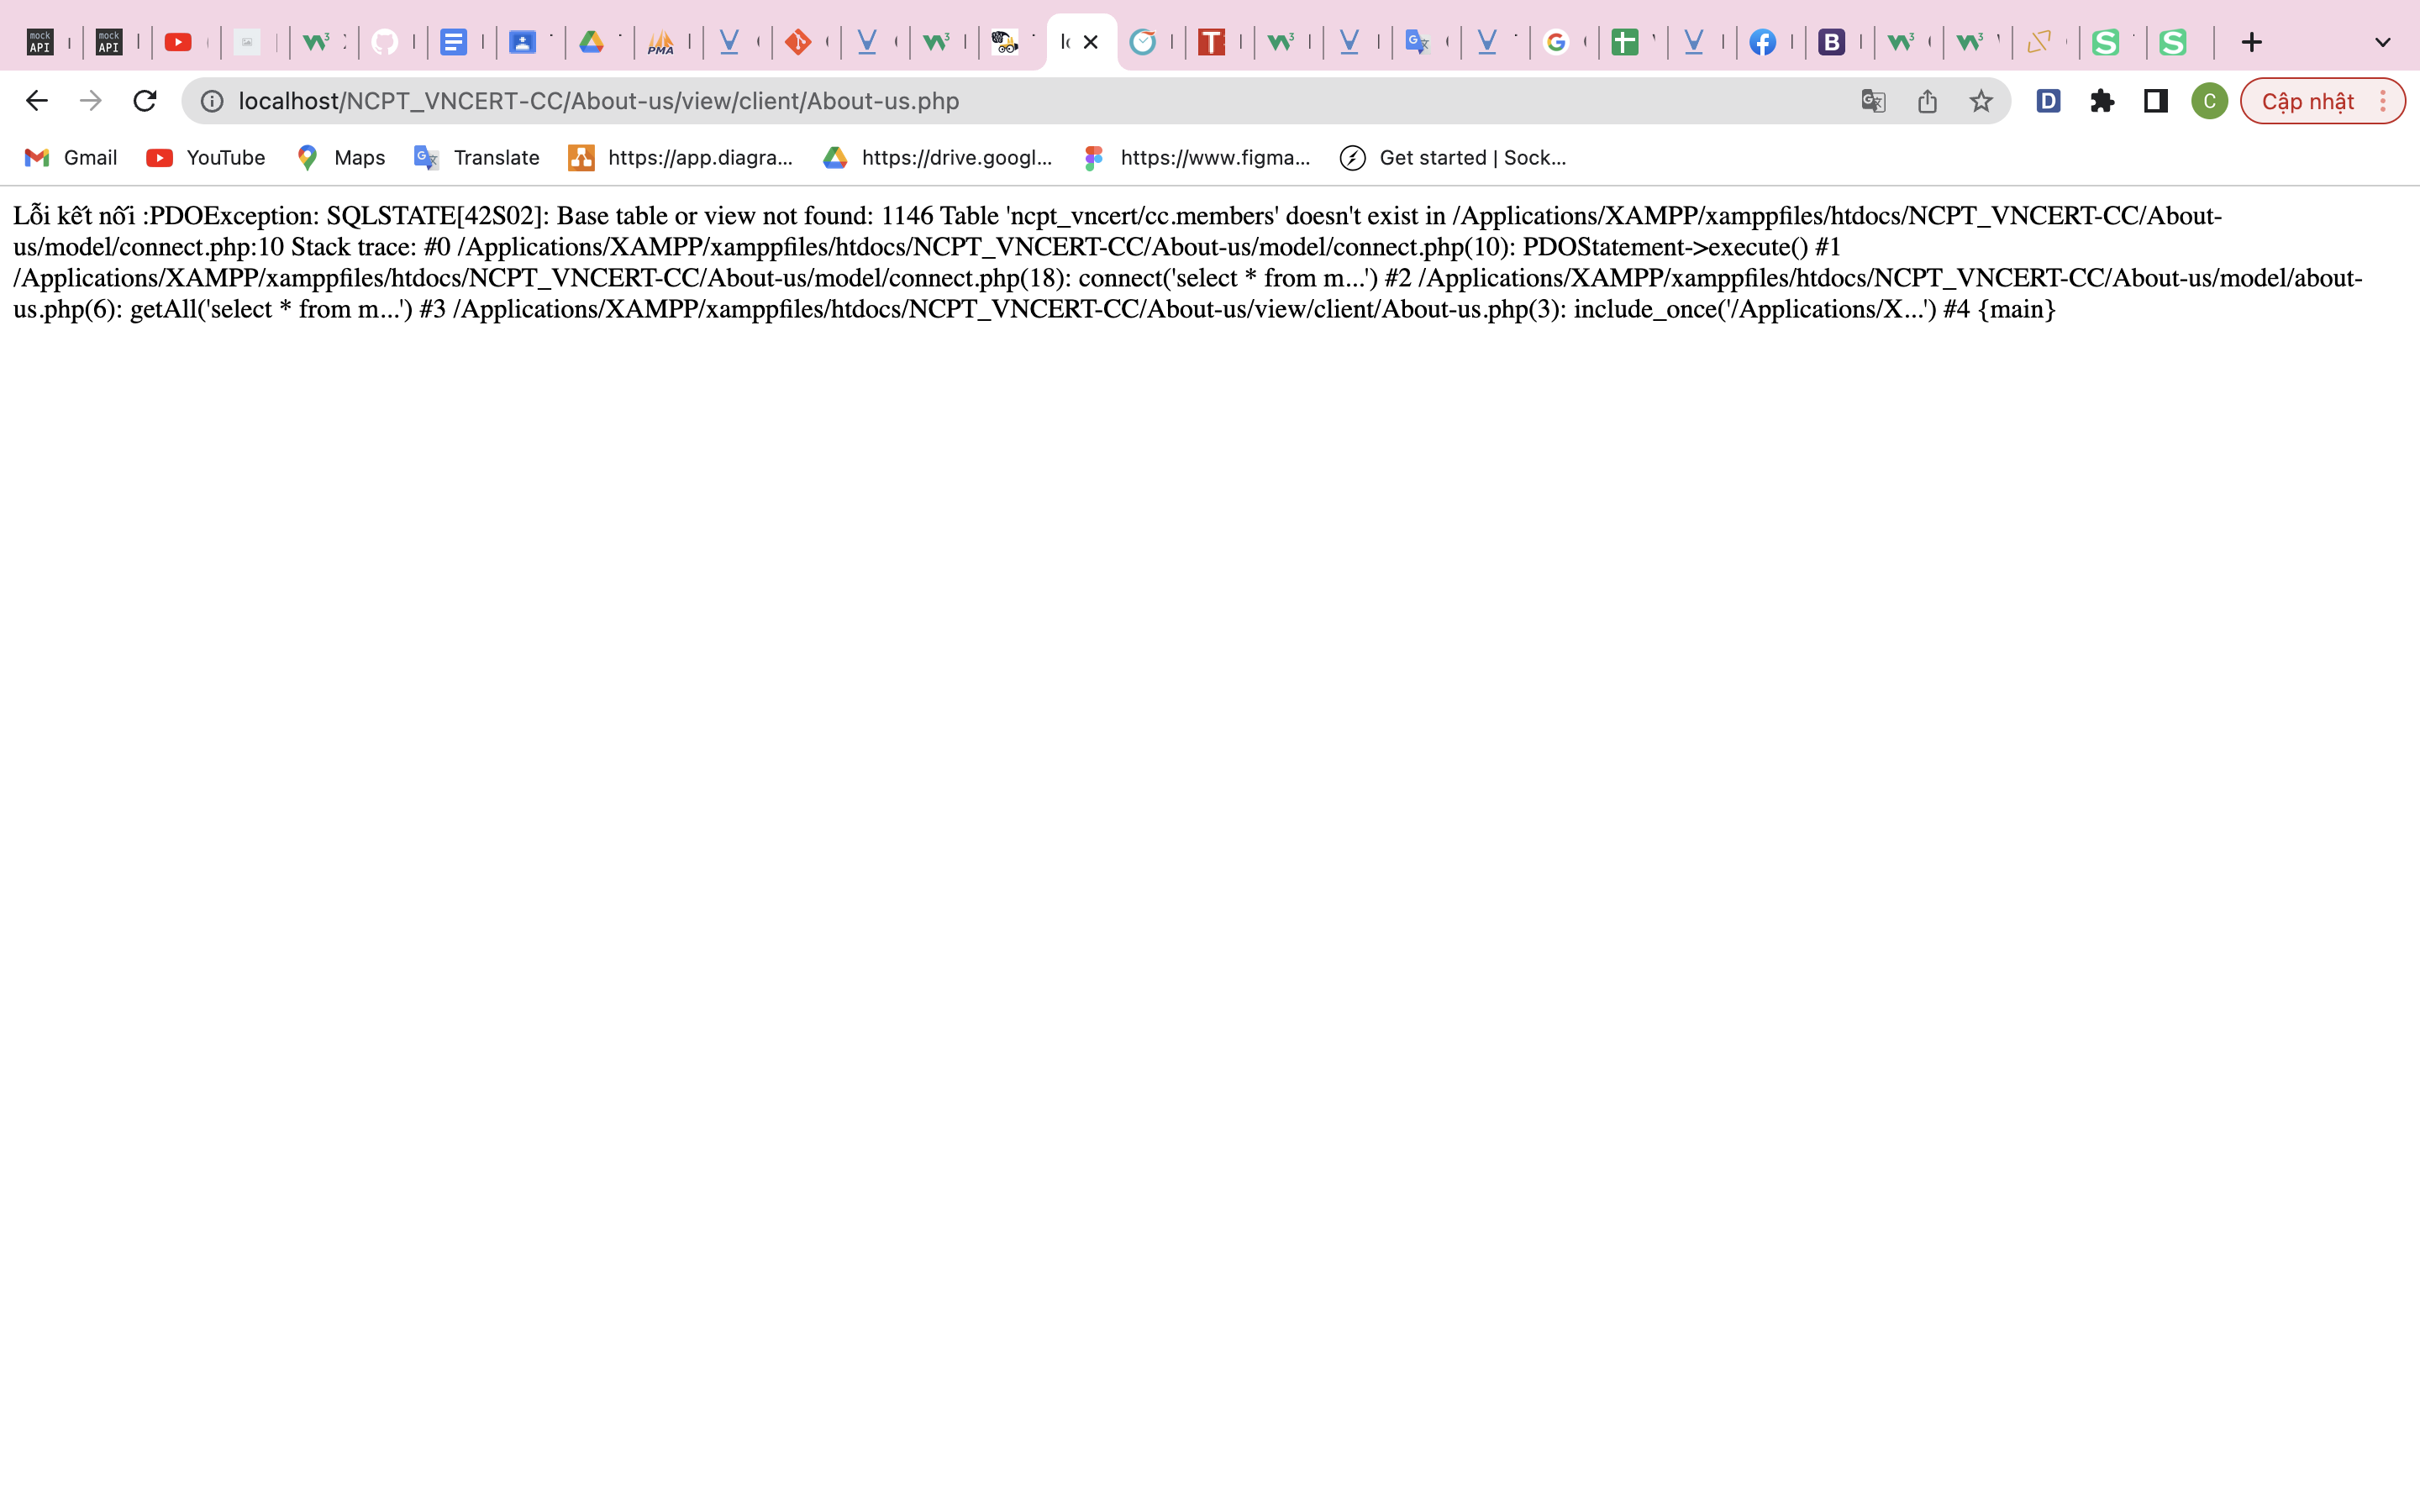 mock API mock API PMA
localhost/NCPT_VNCERT-CC/About-us/view/client/About-us.php C Cập nhật
Gmail YouTube Maps Translate https://app.diagra... https://drive.googl... https://www.figma... Get started | Sock...
Lỗi kết nối :PDOException: SQLSTATE[42S02]: Base table or view not found: 1146 Table 'ncpt_vncert/cc.members' doesn't exist in /Applications/XAMPP/xamppfiles/htdocs/NCPT_VNCERT-CC/About-
us/model/connect.php:10 Stack trace: #0 /Applications/XAMPP/xamppfiles/htdocs/NCPT_VNCERT-CC/About-us/model/connect.php(10): PDOStatement->execute() #1
/Applications/XAMPP/xamppfiles/htdocs/NCPT_VNCERT-CC/About-us/model/connect.php(18): connect('select * from m...') #2 /Applications/XAMPP/xamppfiles/htdocs/NCPT_VNCERT-CC/About-us/model/about-
us.php(6): getAll('select * from m...') #3 /Applications/XAMPP/xamppfiles/htdocs/NCPT_VNCERT-CC/About-us/view/client/About-us.php(3): include_once('/Applications/X...') #4 {main}